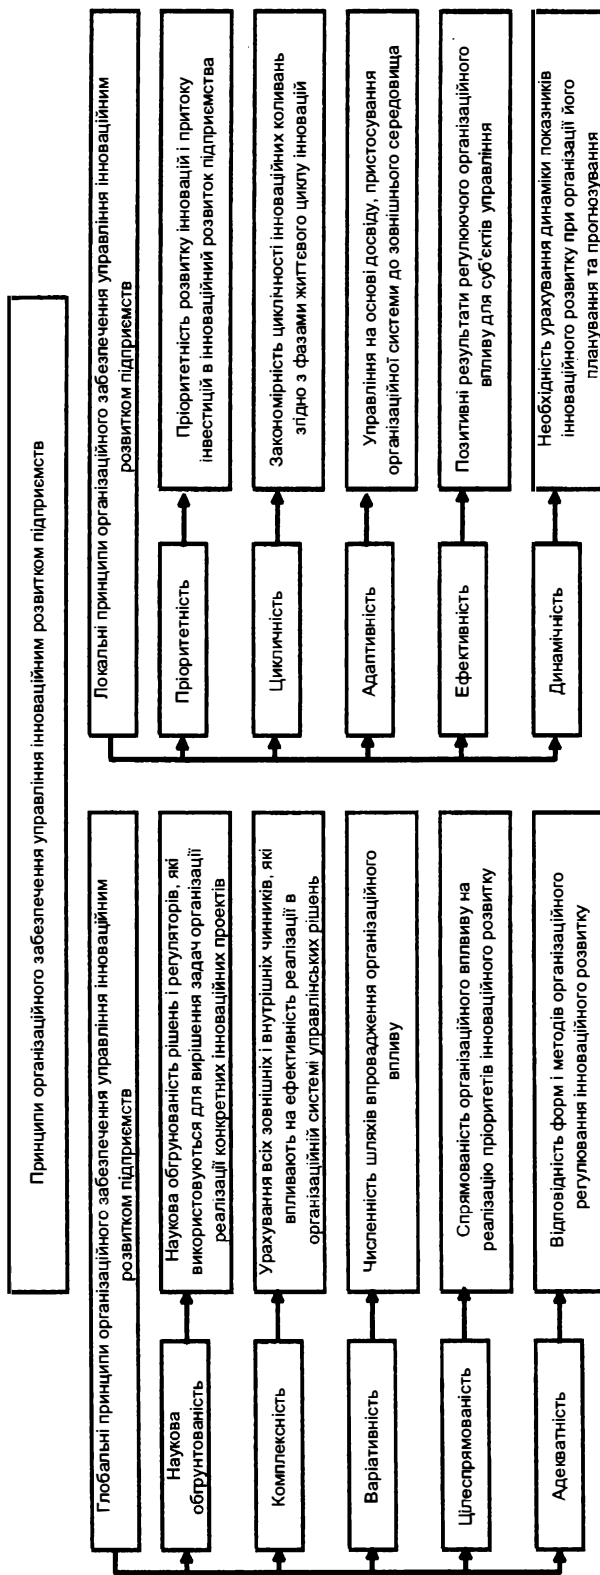 Принципи організаційного забезпечення управління інноваційним розвитком підприємств
Глобальні принципи організаційного забезпечення управління інноваційним
розвитком підприємств
Наукова
обґрунтованість
Наукова обгрунованість рішень і регуляторів, які
використовуються для вирішення задач організації
реалізації конкретних інноваційних проектів
Комплексність
Урахування всіх зовнішніх і внутрішніх чинників, які
впливають на ефективність реалізації в
організаційній системі управлінських рішень
Варіативність
Численність шляхів впровадження організаційного
впливу
Цілеспрямованість
Спрямованість організаційного впливу на
реалізацію пріоритетів інноваційного розвитку
Адекватність
Відповідність форм і методів організаційного
регулювання інноваційного розвитку
Локальні принципи організаційного забезпечення управління інноваційним
розвитком підприємств
Пріоритетність
Пріоритетність розвитку інновацій і притоку
інвестицій в інноваційний розвиток підприємства
Цикличність
Закономірність циклічності інноваційних коливань
згідно з фазами життєвого циклу інновацій
Адаптивність
Управління на основі досвіду, пристосування
організаційної системи до зовнішнього середовища
Ефективність
Позитивні результати регулюючого організаційного
впливу для суб'єктів управління
Динамічність
Необхідність урахування динаміки показників
інноваційного розвитку при організації його
планування та прогнозування